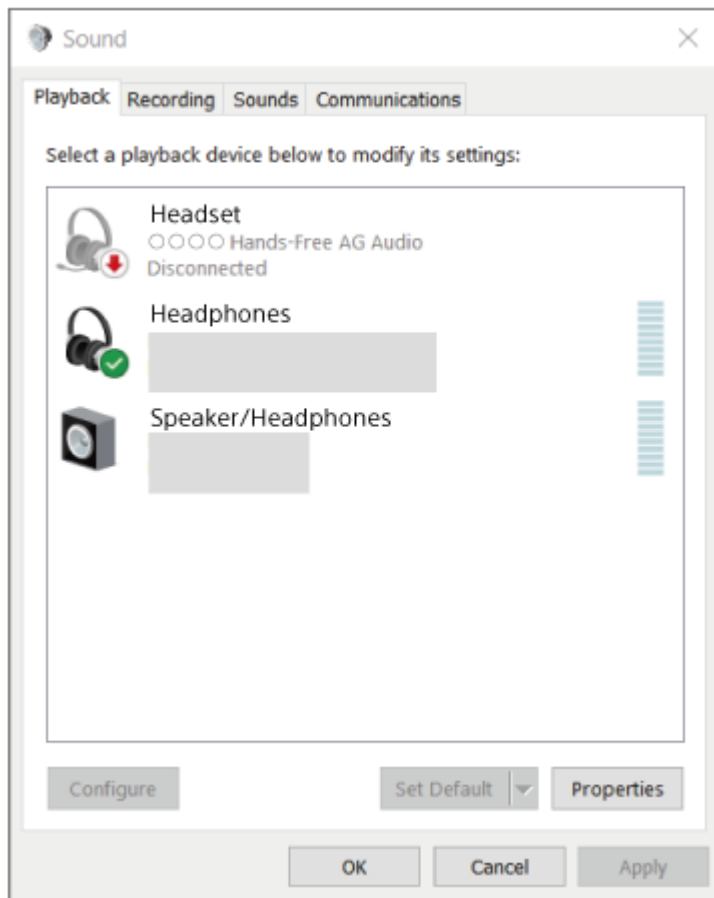 Sound
Playback Recording Sounds Communications
Select a playback device below to modify its settings:
Headset
○○○○ Hands-Free AG Audio
Disconnected
Headphones
Speaker/Headphones
Configure Set Default Properties
OK Cancel Apply